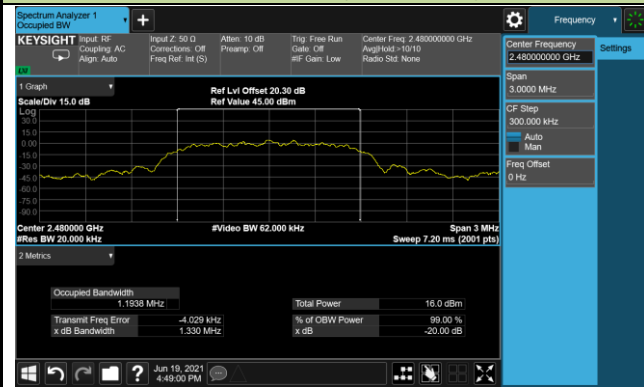 Spectrum Analyzer 1
Occupied BW
Frequency
KEYSIGHT
Input: RF
Coupling: AC
Align: Auto
Input Z: 50 Ω
Corrections: Off
Freq Ref: Int (S)
Atten: 10 dB
Preamp: Off
Trig: Free Run
Gate: Off
#IF Gain: Low
Center Freq: 2.480000000 GHz
Avg|Hold:>10/10
Radio Std: None
Center Frequency
2.480000000 GHz
Settings
Span
3.0000 MHz
CF Step
300.000 kHz
Auto
Man
Freq Offset
0 Hz
1 Graph
Scale/Div 15.0 dB
Ref Lvl Offset 20.30 dB
Ref Value 45.00 dBm
Log
30.0
15.0
0.00
-15.0
-30.0
-45.0
-60.0
-75.0
-90.0
Center 2.480000 GHz
#Res BW 20.000 kHz
#Video BW 62.000 kHz
Span 3 MHz
Sweep 7.20 ms (2001 pts)
2 Metrics
Occupied Bandwidth
1.1938 MHz
Total Power 16.0 dBm
Transmit Freq Error -4.029 kHz
% of OBW Power 99.00 %
x dB Bandwidth 1.330 MHz
x dB -20.00 dB
?
Jun 19, 2021
4:49:00 PM